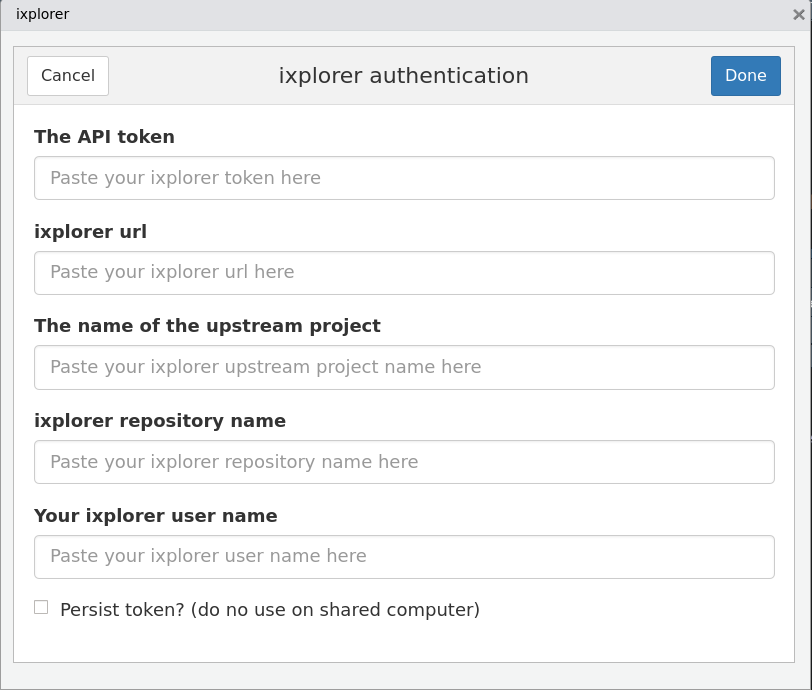 ixplorer
Cancel
ixplorer authentication
Done
The API token
Paste your ixplorer token here
ixplorer url
Paste your ixplorer url here
The name of the upstream project
Paste your ixplorer upstream project name here
ixplorer repository name
Paste your ixplorer repository name here
Your ixplorer user name
Paste your ixplorer user name here
Persist token? (do no use on shared computer)